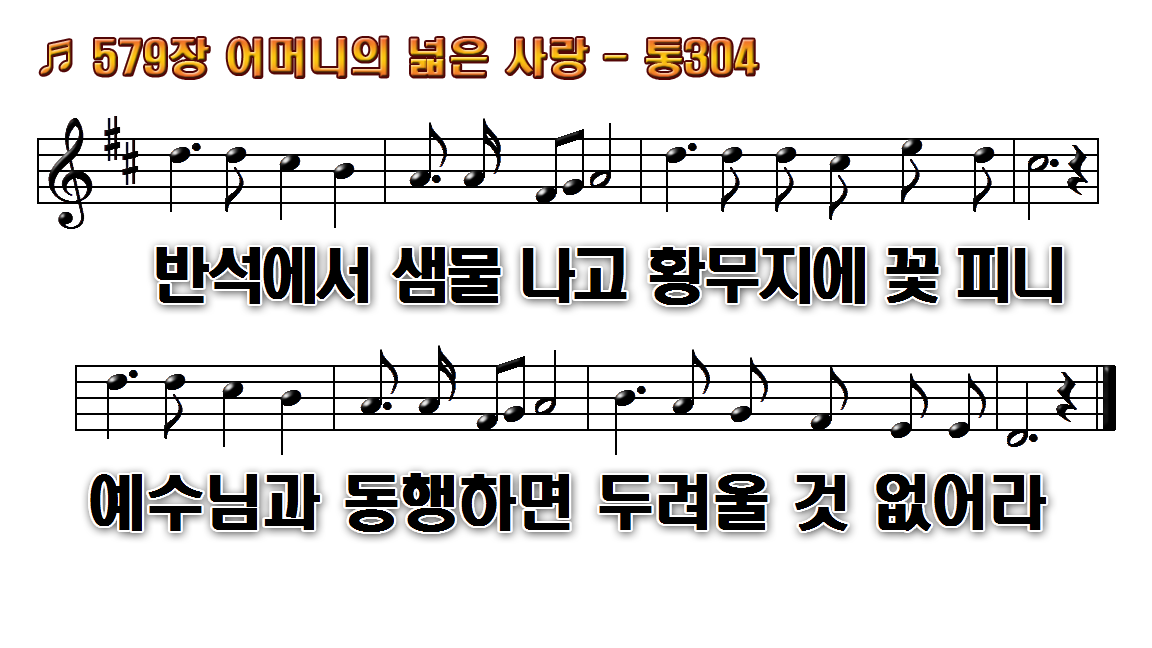 ♬ 579장 어머니의 넓은 사랑 - 통304
반석에서 샘물 나고 황무지에 꽃 피니
예수님과 동행하면 두려울 것 없어라